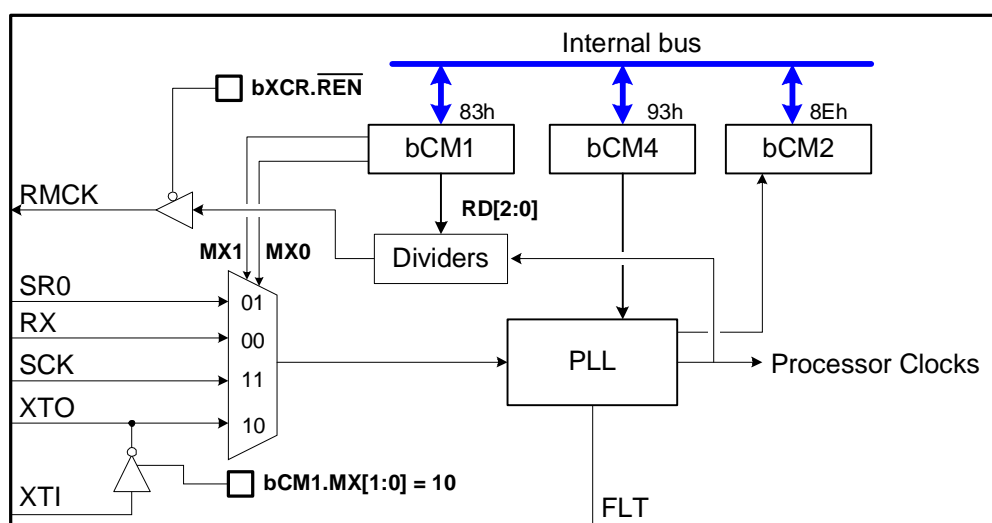 Internal bus
bXCR.REN
83h
93h
8Eh
bCM1
bCM4
bCM2
RMCK
RD[2:0]
MX1
MX0
Dividers
SR0
01
RX
00
SCK
11
XTO
10
PLL
Processor Clocks
bCM1.MX[1:0] = 10
XTI
FLT